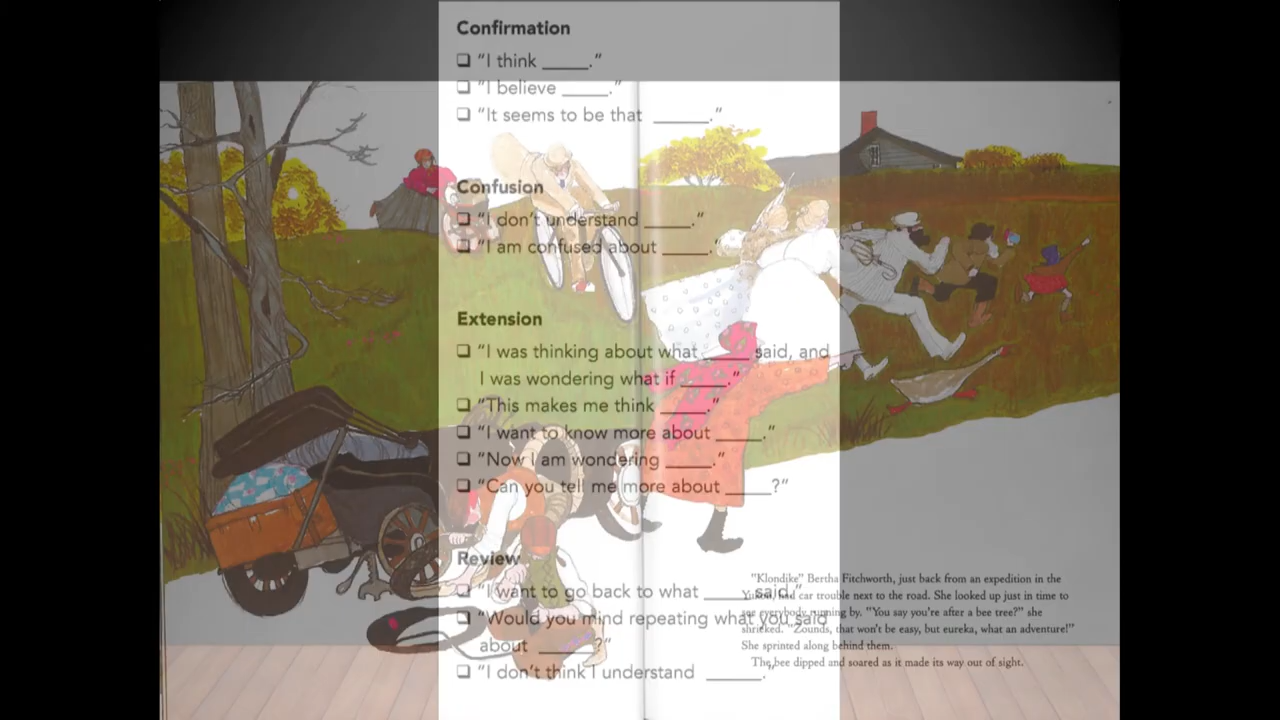 Confirmation
❑ “I think _____.”
❑ “I believe _____.”
❑ “It seems to be that ______.”
Confusion
❑ “I don’t understand _____.”
❑ “I am confused about _____.”
Extension
❑ “I was thinking about what _____ said, and
I was wondering what if _____.”
❑ “This makes me think _____.”
❑ “I want to know more about _____.”
❑ “Now I am wondering _____.”
❑ “Can you tell me more about _____?”
Review
❑ “I want to go back to what _____ said.”
❑ “Would you mind repeating what you said
about _____?”
❑ “I don’t think I understand ______.”
"Klondike" Bertha Fitchworth, just back from an expedition in the
Yukon, had car trouble next to the road. She looked up just in time to
see everybody running by. "You say you're after a bee tree?" she
shrieked. "Zounds, that won't be easy, but eureka, what an adventure!"
She sprinted along behind them.
The bee dipped and soared as it made its way out of sight.